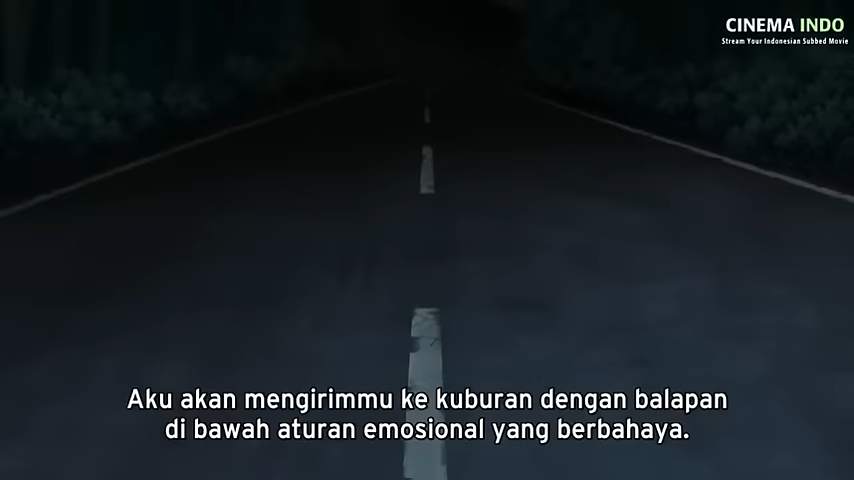 CINEMA INDO
Stream Your Indonesian Subbed Movie
Aku akan mengirimmu ke kuburan dengan balapan
di bawah aturan emosional yang berbahaya.